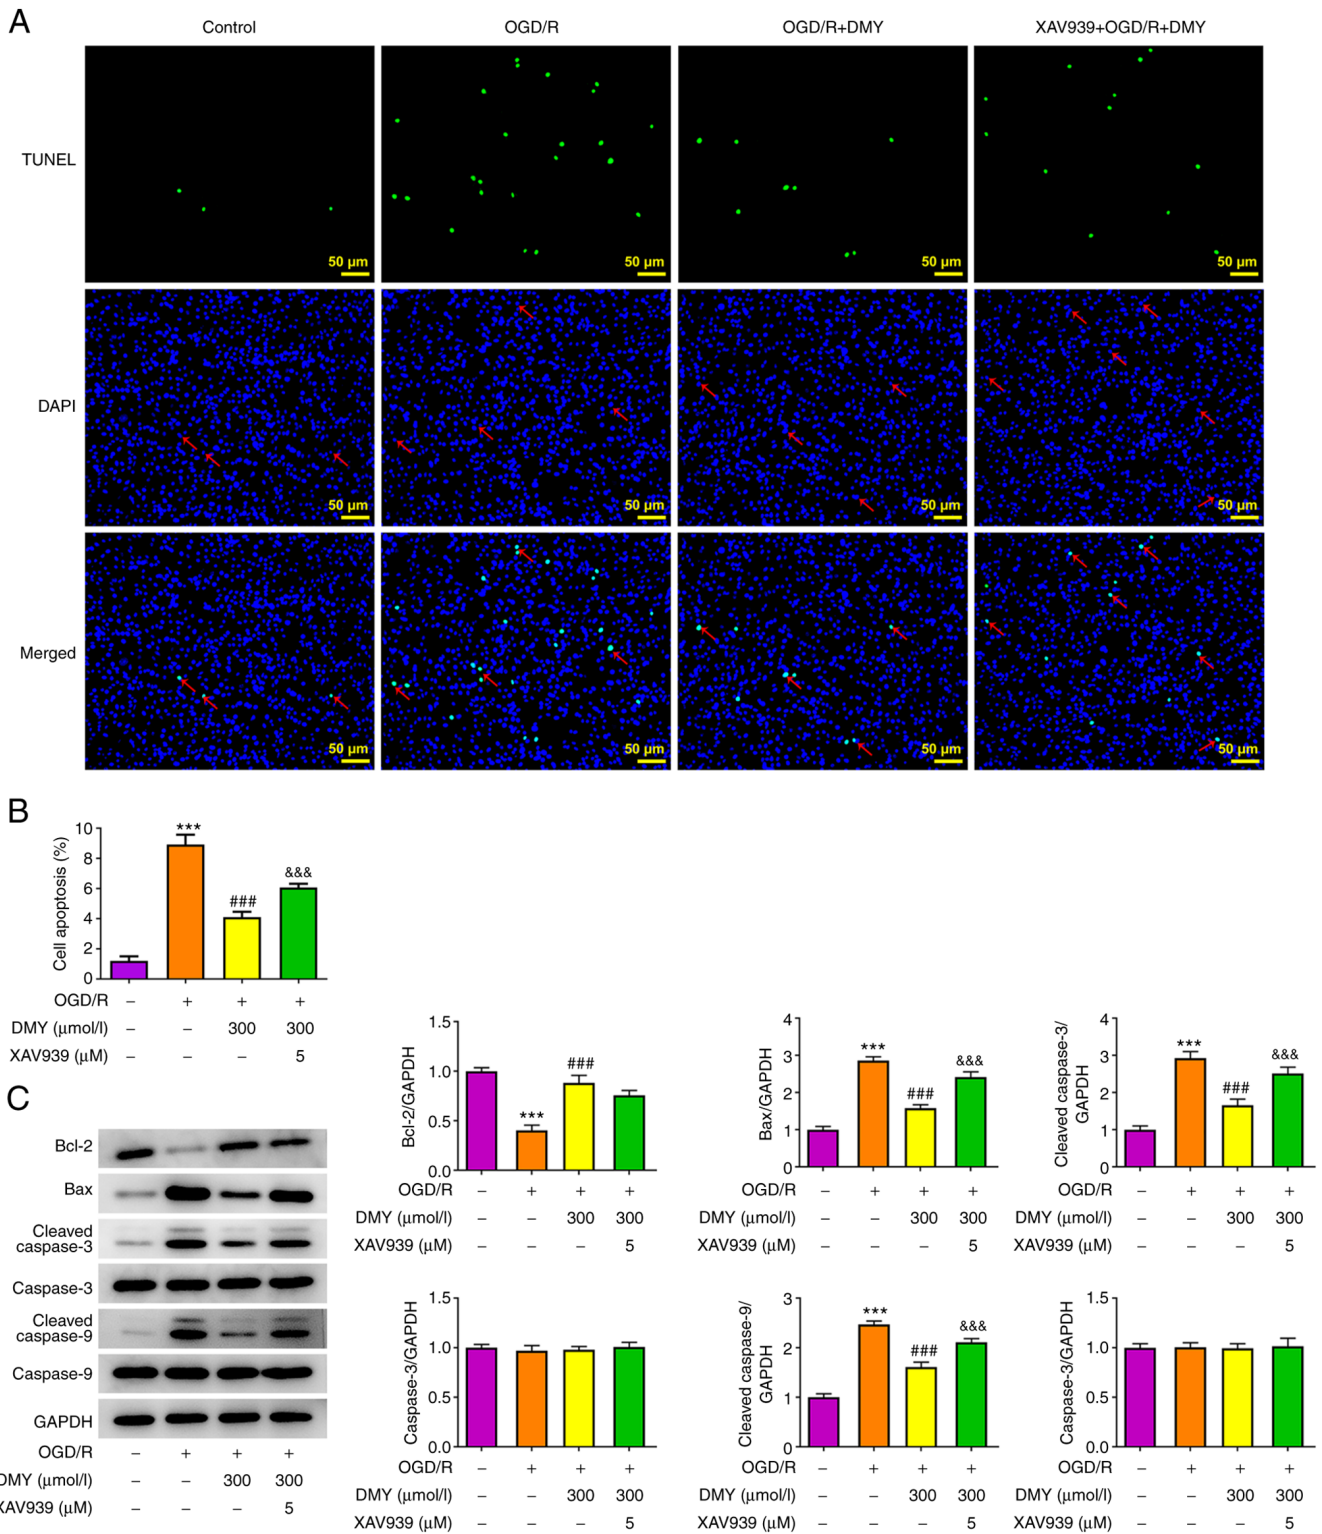 A
Control OGD/R OGD/R+DMY XAV939+OGD/R+DMY
TUNEL
50 μm 50 μm 50 μm 50 μm
DAPI
50 μm 50 μm 50 μm 50 μm
Merged
50 μm 50 μm 50 μm 50 μm
B
Cell apoptosis (%)
10
8
6
4
2
0
***
###
&&&
OGD/R – + + +
DMY (μmol/l) – – 300 300
XAV939 (μM) – – – 5
C
Bcl-2
Bax
Cleaved
caspase-3
Caspase-3
Cleaved
caspase-9
Caspase-9
GAPDH
OGD/R – + + +
DMY (μmol/l) – – 300 300
XAV939 (μM) – – – 5
Bcl-2/GAPDH
1.5
1.0
0.5
0.0
***
###
OGD/R – + + +
DMY (μmol/l) – – 300 300
XAV939 (μM) – – – 5
Bax/GAPDH
4
3
2
1
0
***
###
&&&
OGD/R – + + +
DMY (μmol/l) – – 300 300
XAV939 (μM) – – – 5
Cleaved caspase-3/
GAPDH
4
3
2
1
0
***
###
&&&
OGD/R – + + +
DMY (μmol/l) – – 300 300
XAV939 (μM) – – – 5
Caspase-3/GAPDH
1.5
1.0
0.5
0.0
OGD/R – + + +
DMY (μmol/l) – – 300 300
XAV939 (μM) – – – 5
Cleaved caspase-9/
GAPDH
3
2
1
0
***
###
&&&
OGD/R – + + +
DMY (μmol/l) – – 300 300
XAV939 (μM) – – – 5
Caspase-3/GAPDH
1.5
1.0
0.5
0.0
OGD/R – + + +
DMY (μmol/l) – – 300 300
XAV939 (μM) – – – 5